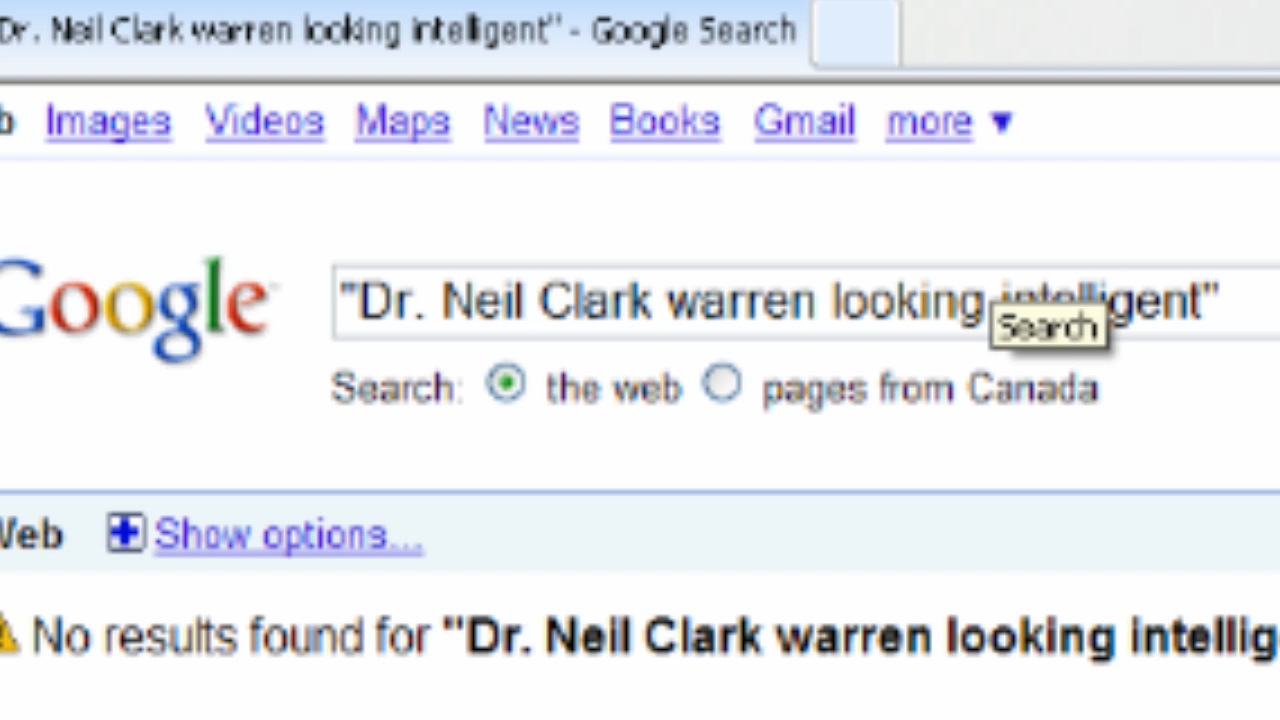 Dr. Neil Clark warren looking intelligent" - Google Search
b Images Videos Maps News Books Gmail more ▼
Google "Dr. Neil Clark warren looking intelligent"
Search
Search: the web pages from Canada
Web Show options...
No results found for "Dr. Neil Clark warren looking intellig